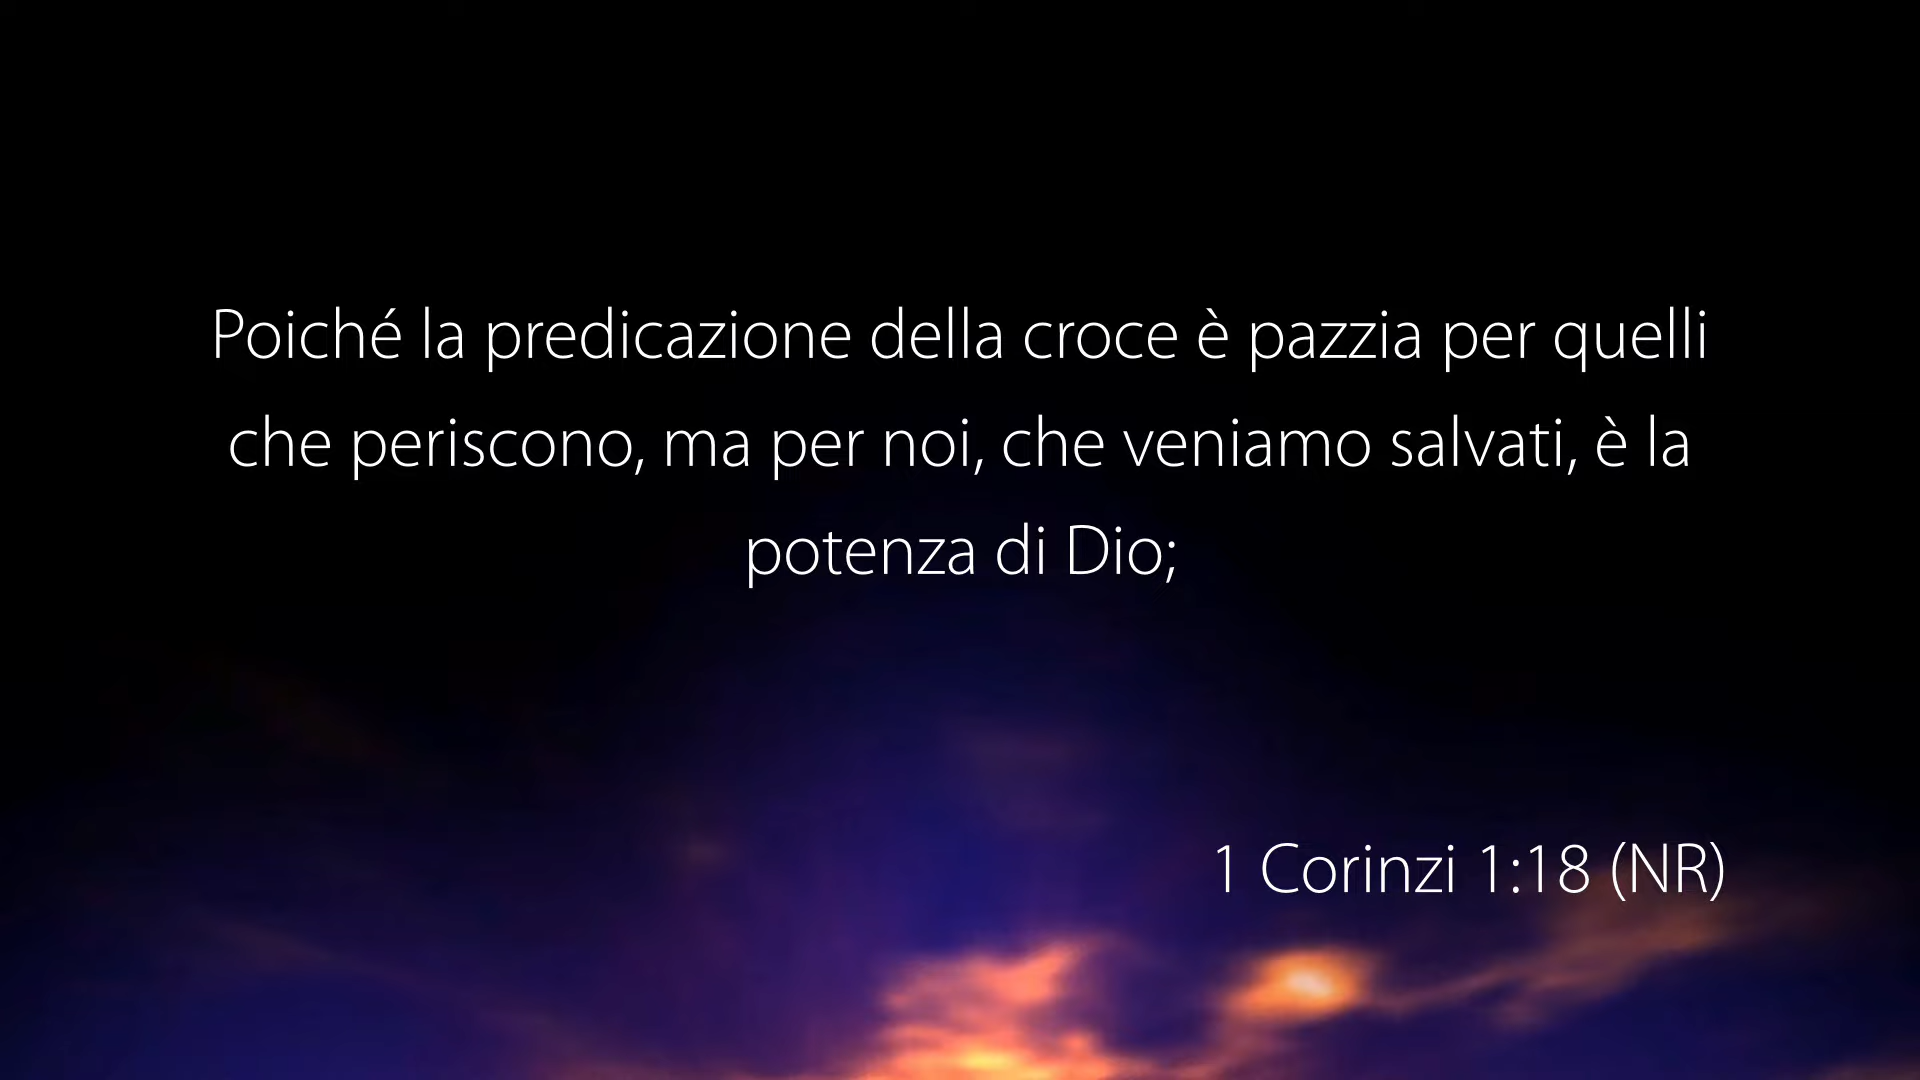 Poiché la predicazione della croce è pazzia per quelli
che periscono, ma per noi, che veniamo salvati, è la
potenza di Dio;
1 Corinzi 1:18 (NR)